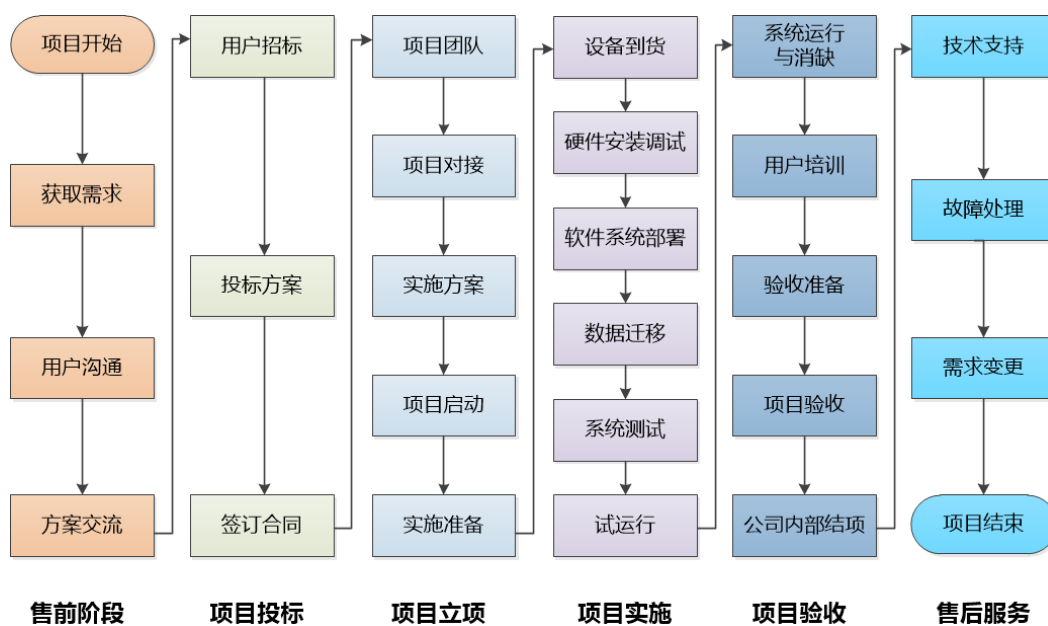 项目开始
获取需求
用户沟通
方案交流
售前阶段
用户招标
投标方案
签订合同
项目投标
项目团队
项目对接
实施方案
项目启动
实施准备
项目立项
设备到货
硬件安装调试
软件系统部署
数据迁移
系统测试
试运行
项目实施
系统运行
与消缺
用户培训
验收准备
项目验收
公司内部结项
项目验收
技术支持
故障处理
需求变更
项目结束
售后服务